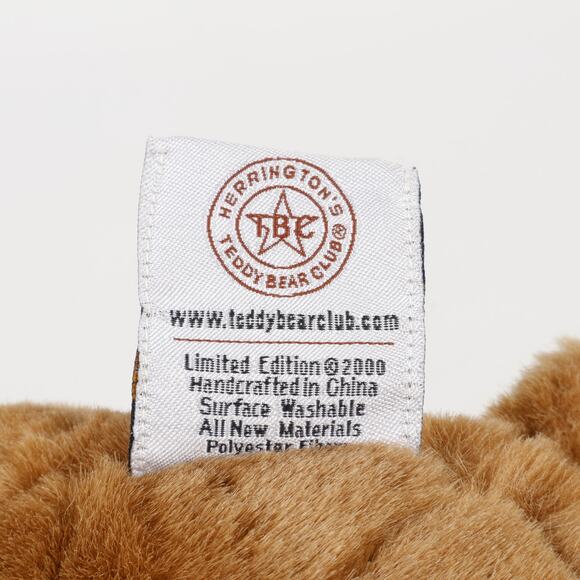 HERRINGTON'S
TBC
TEDDY BEAR CLUB®
www.teddybearclub.com
Limited Edition © 2000
Handcrafted in China
Surface Washable
All New Materials
Polyester